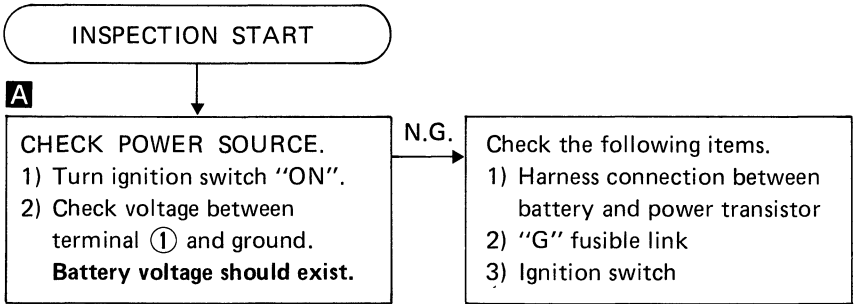 INSPECTION START
A
CHECK POWER SOURCE.
1) Turn ignition switch "ON".
2) Check voltage between
terminal ① and ground.
Battery voltage should exist.
N.G.
Check the following items.
1) Harness connection between
battery and power transistor
2) "G" fusible link
3) Ignition switch